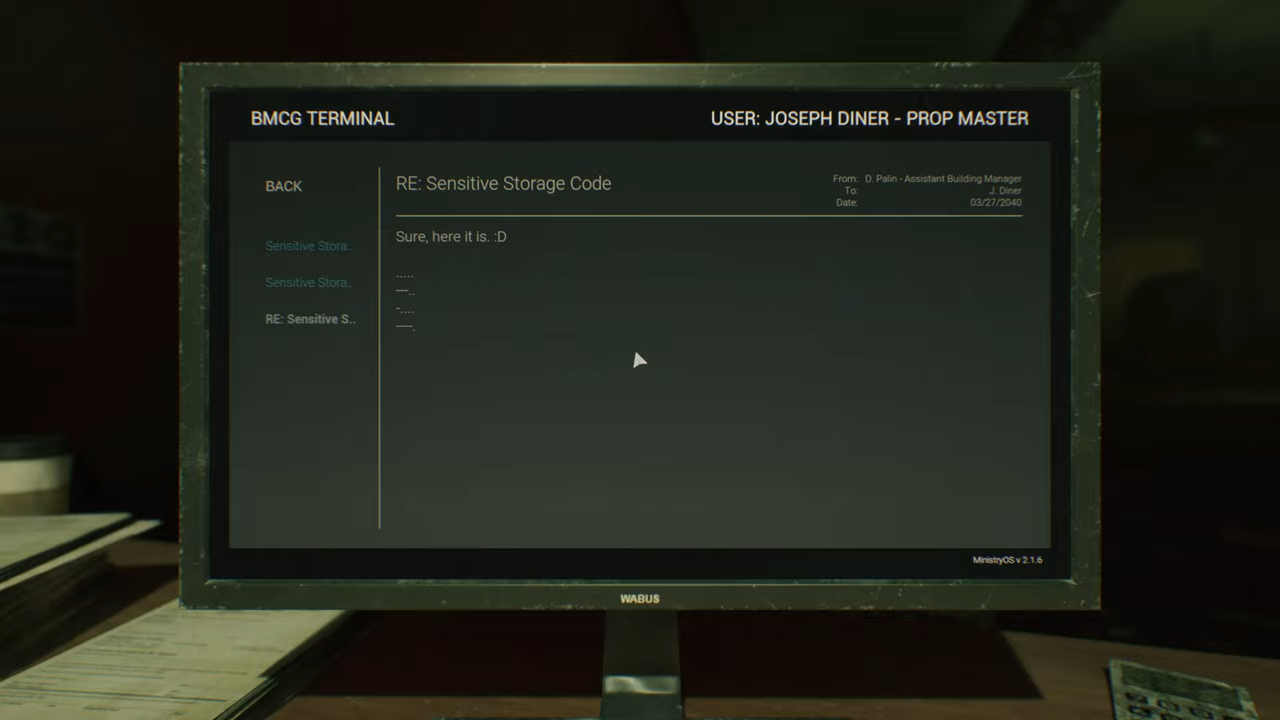 BMCG TERMINAL
USER: JOSEPH DINER - PROP MASTER
BACK
Sensitive Stora..
Sensitive Stora..
RE: Sensitive S..
RE: Sensitive Storage Code
From: D. Palin - Assistant Building Manager
To: J. Diner
Date: 03/27/2040
Sure, here it is. :D
.....
---..
-....
----.
MinistryOS v 2.1.6
WABUS